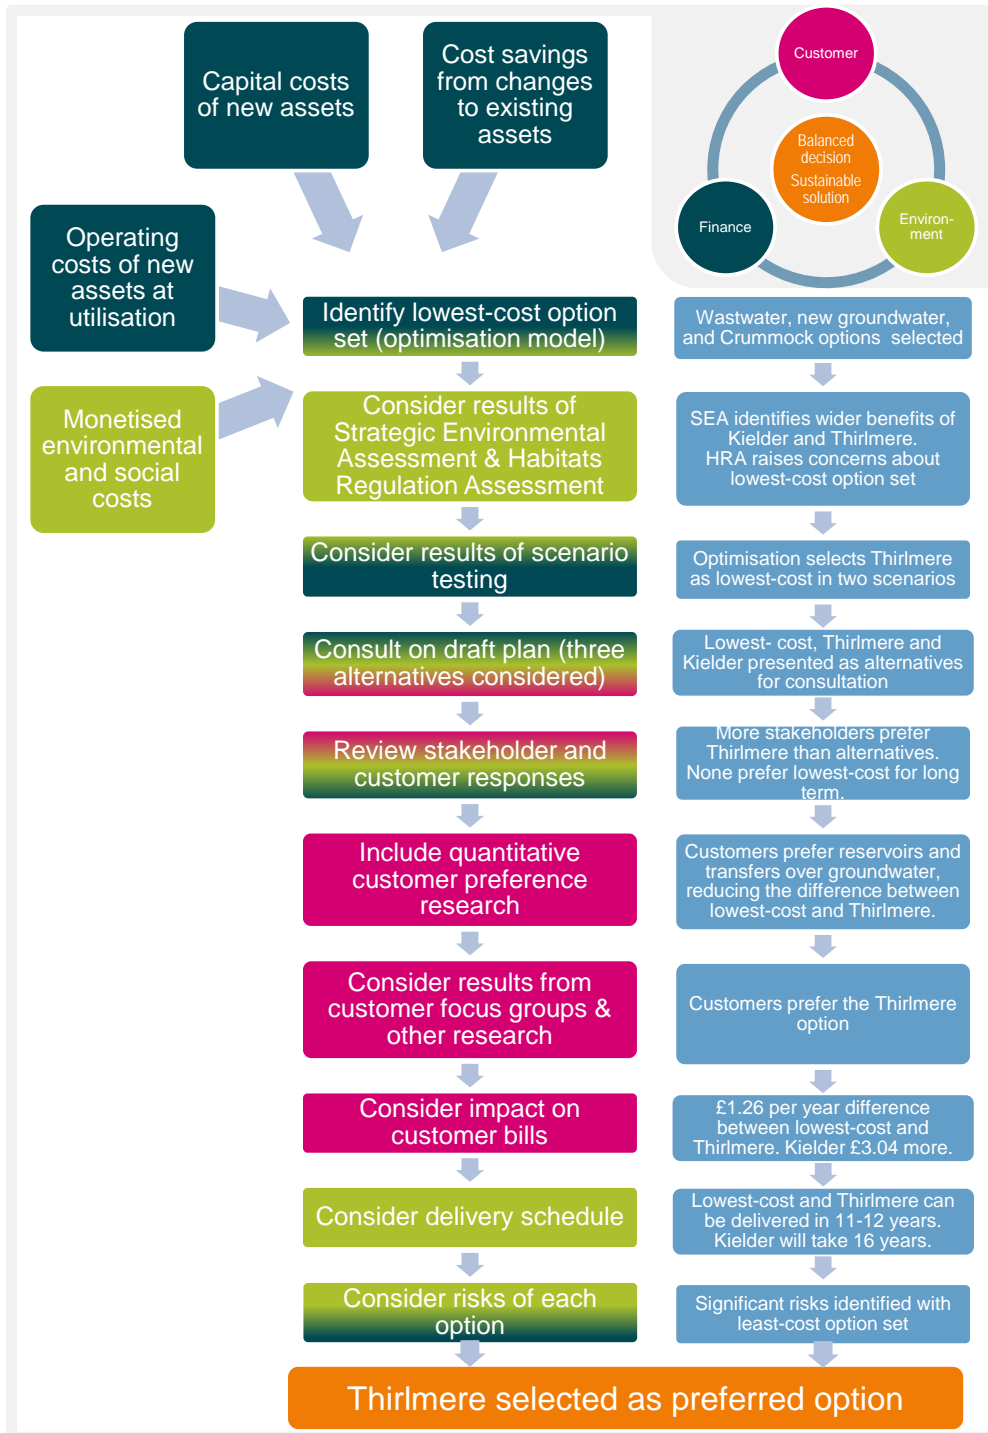 Capital costs
of new assets
Cost savings
from changes
to existing
assets
Customer
Balanced
decision
Sustainable
solution
Finance
Environ-
ment
Operating
costs of new
assets at
utilisation
Monetised
environmental
and social
costs
Identify lowest-cost option
set (optimisation model)
Wastwater, new groundwater,
and Crummock options selected
Consider results of
Strategic Environmental
Assessment & Habitats
Regulation Assessment
SEA identifies wider benefits of
Kielder and Thirlmere.
HRA raises concerns about
lowest-cost option set
Consider results of scenario
testing
Optimisation selects Thirlmere
as lowest-cost in two scenarios
Consult on draft plan (three
alternatives considered)
Lowest- cost, Thirlmere and
Kielder presented as alternatives
for consultation
Review stakeholder and
customer responses
More stakeholders prefer
Thirlmere than alternatives.
None prefer lowest-cost for long
term.
Include quantitative
customer preference
research
Customers prefer reservoirs and
transfers over groundwater,
reducing the difference between
lowest-cost and Thirlmere.
Consider results from
customer focus groups &
other research
Customers prefer the Thirlmere
option
Consider impact on
customer bills
£1.26 per year difference
between lowest-cost and
Thirlmere. Kielder £3.04 more.
Consider delivery schedule
Lowest-cost and Thirlmere can
be delivered in 11-12 years.
Kielder will take 16 years.
Consider risks of each
option
Significant risks identified with
least-cost option set
Thirlmere selected as preferred option